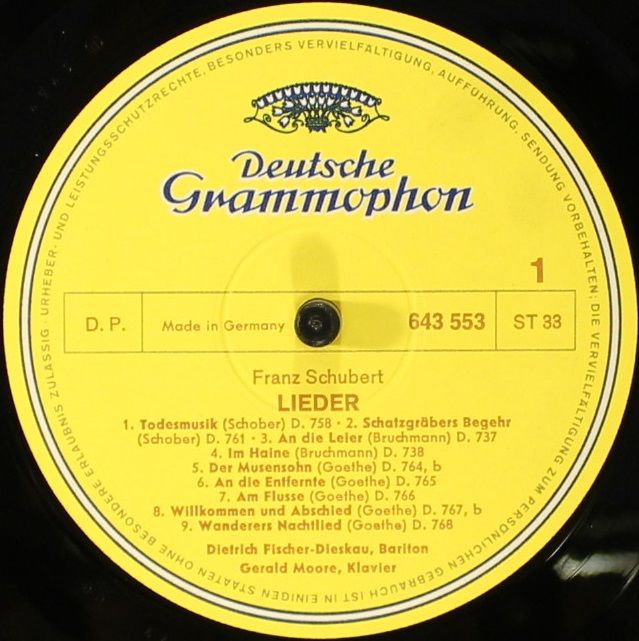 URHEBER- UND LEISTUNGSSCHUTZRECHTE, BESONDERS VERVIELFÄLTIGUNG, AUFFÜHRUNG, SENDUNG VORBEHALTEN; DIE VERVIELFÄLTIGUNG ZUM PERSÖNLICHEN GEBRAUCH IST IN EINIGEN STAATEN OHNE BESONDERE ERLAUBNIS ZULÄSSIG ·
Deutsche
Grammophon
1
D. P. Made in Germany 643 553 ST 33
Franz Schubert
LIEDER
1. Todesmusik (Schober) D. 758 · 2. Schatzgräbers Begehr
(Schober) D. 761 · 3. An die Leier (Bruchmann) D. 737
4. Im Haine (Bruchmann) D. 738
5. Der Musensohn (Goethe) D. 764, b
6. An die Entfernte (Goethe) D. 765
7. Am Flusse (Goethe) D. 766
8. Willkommen und Abschied (Goethe) D. 767, b
9. Wanderers Nachtlied (Goethe) D. 768
Dietrich Fischer-Dieskau, Bariton
Gerald Moore, Klavier